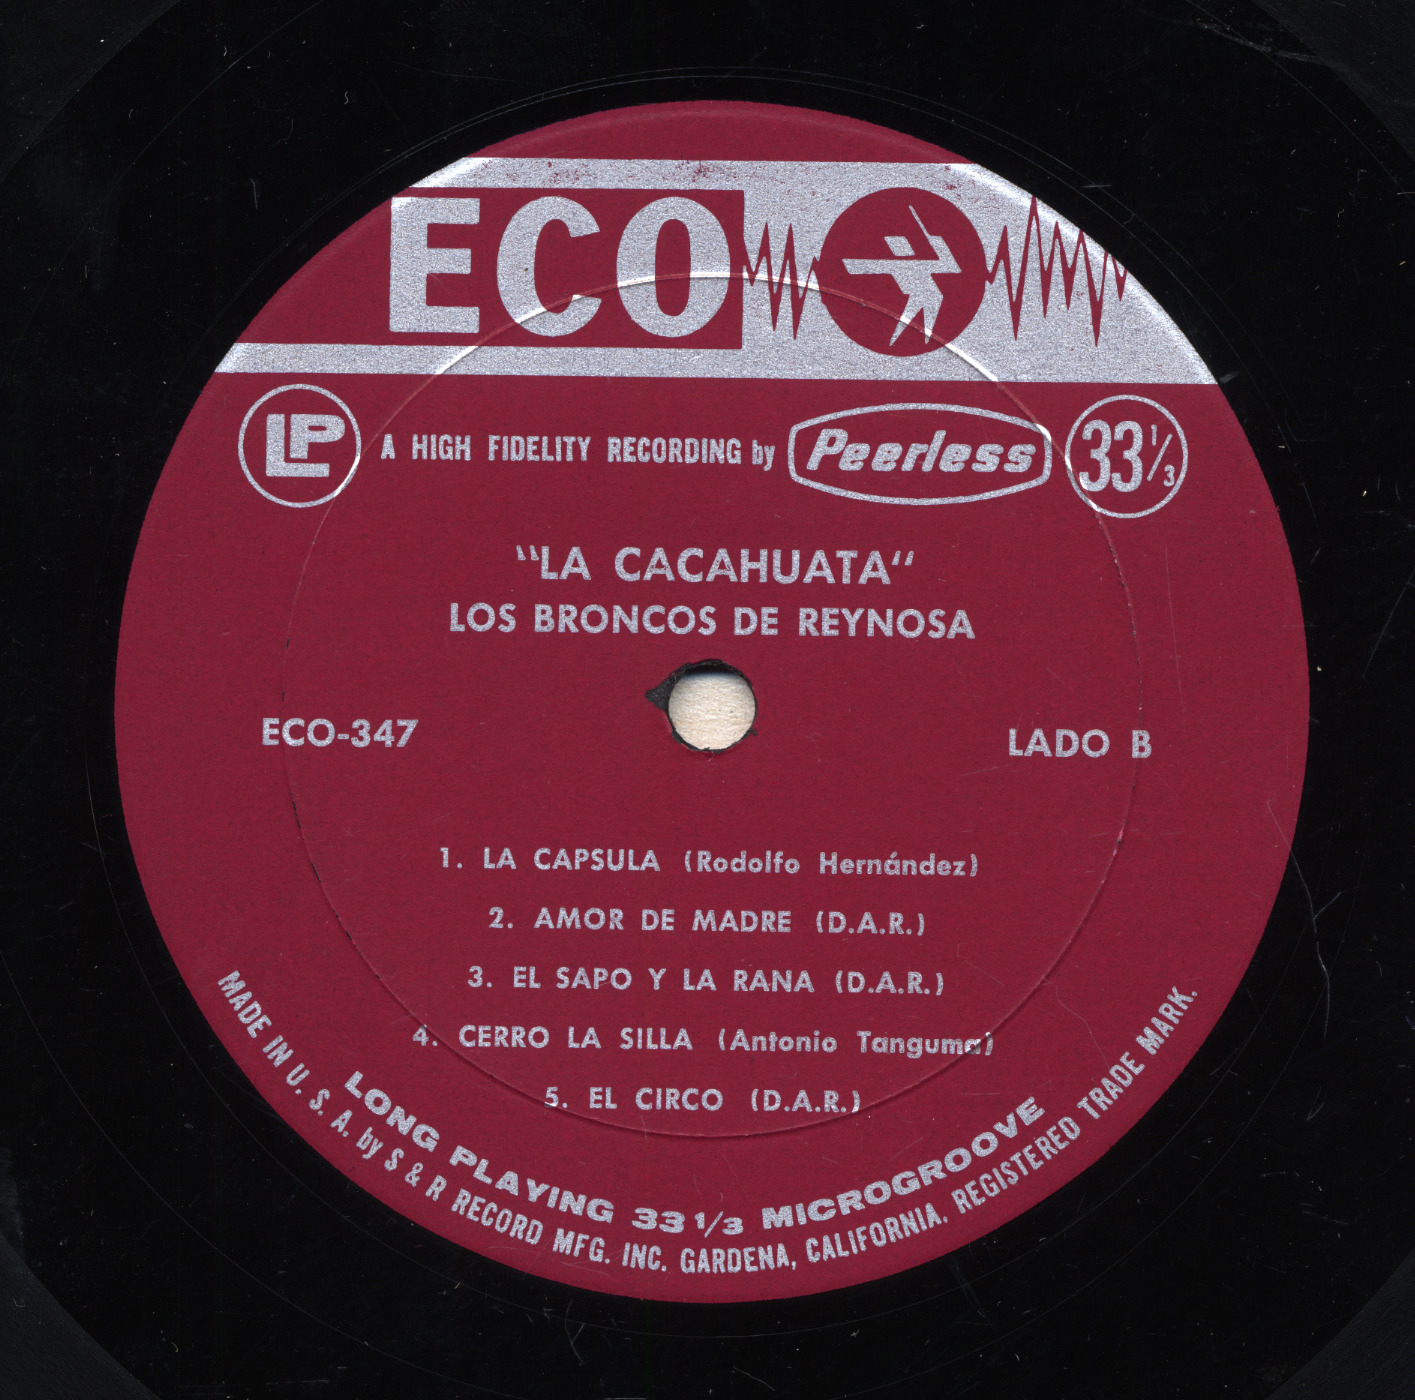 ECO
LP A HIGH FIDELITY RECORDING by Peerless 33 1/3
"LA CACAHUATA"
LOS BRONCOS DE REYNOSA
ECO-347
LADO B
1. LA CAPSULA (Rodolfo Hernández)
2. AMOR DE MADRE (D.A.R.)
3. EL SAPO Y LA RANA (D.A.R.)
4. CERRO LA SILLA (Antonio Tanguma)
5. EL CIRCO (D.A.R.)
LONG PLAYING 33 1/3 MICROGROOVE
MADE IN U. S. A. by S & R RECORD MFG. INC. GARDENA, CALIFORNIA. REGISTERED TRADE MARK.